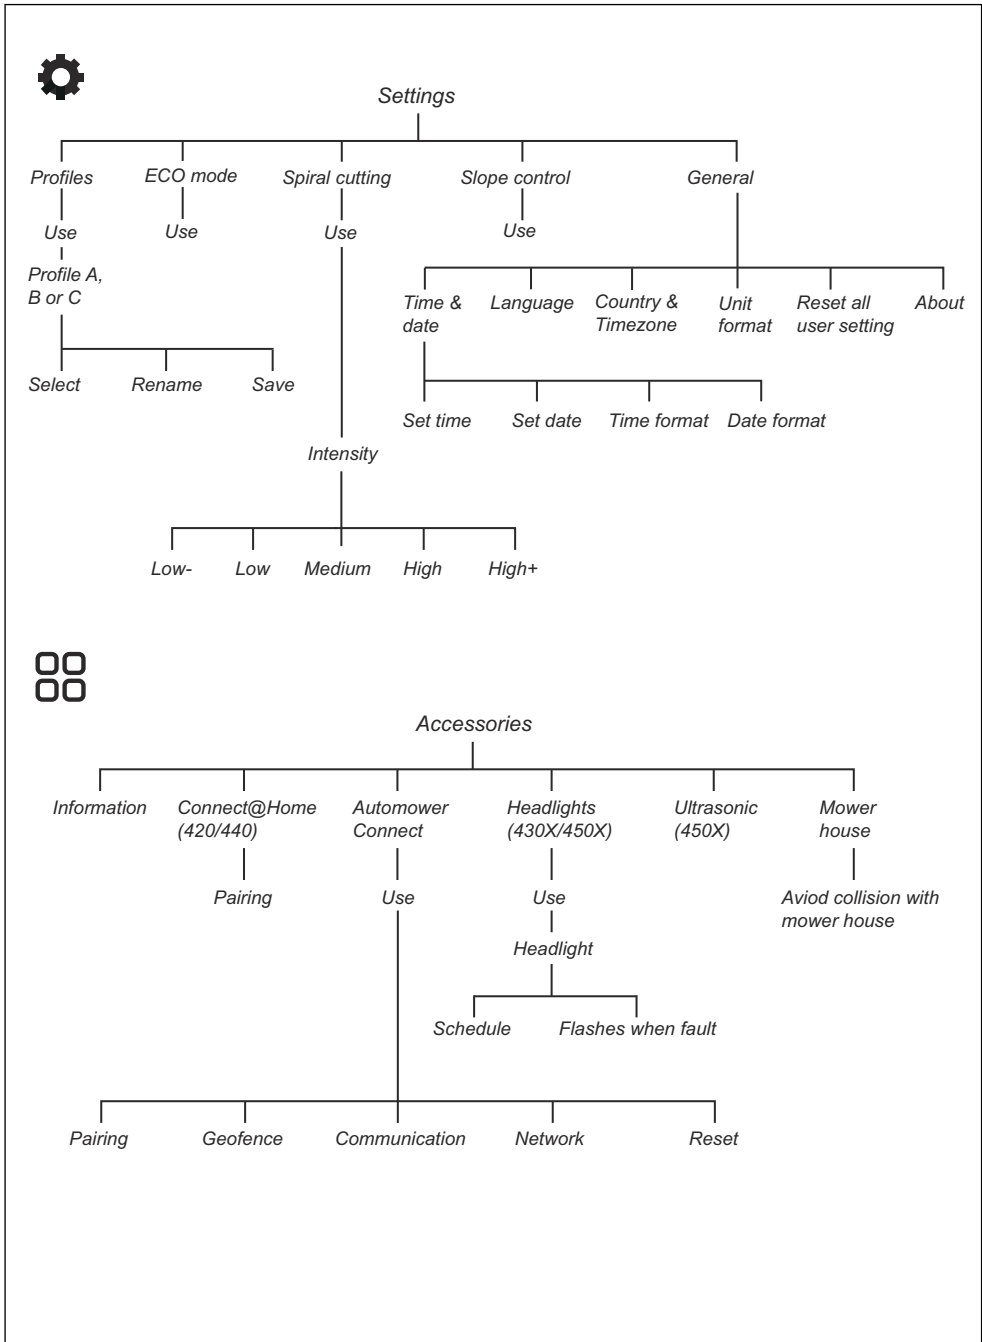 Settings
Profiles ECO mode Spiral cutting Slope control General
Use Use Use Use
Profile A,
B or C
Time &
date
Language
Country &
Timezone
Unit
format
Reset all
user setting
About
Select Rename Save
Set time Set date Time format Date format
Intensity
Low- Low Medium High High+
Accessories
Information
Connect@Home
(420/440)
Automower
Connect
Headlights
(430X/450X)
Ultrasonic
(450X)
Mower
house
Pairing Use Use
Aviod collision with
mower house
Headlight
Schedule Flashes when fault
Pairing Geofence Communication Network Reset